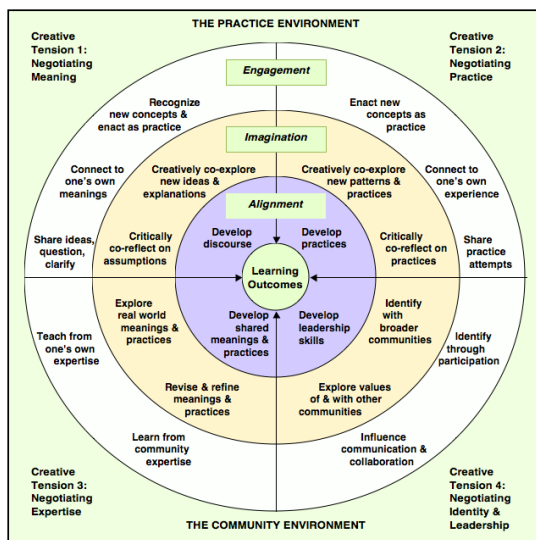 THE PRACTICE ENVIRONMENT
Creative
Tension 1:
Negotiating
Meaning
Creative
Tension 2:
Negotiating
Practice
Engagement
Recognize
new concepts &
enact as practice
Enact new
concepts as
practice
Imagination
Connect to
one's own
meanings
Creatively co-explore
new ideas &
explanations
Creatively co-explore
new patterns &
practices
Connect to
one's own
experience
Alignment
Share ideas,
question,
clarify
Critically
co-reflect on
assumptions
Develop
discourse
Develop
practices
Critically
co-reflect on
practices
Share
practice
attempts
Learning
Outcomes
Teach from
one's own
expertise
Explore
real world
meanings &
practices
Develop
shared
meanings &
practices
Develop
leadership
skills
Identify
with
broader
communities
Identify
through
participation
Revise & refine
meanings &
practices
Explore values
of & with other
communities
Learn from
community
expertise
Influence
communication &
collaboration
Creative
Tension 3:
Negotiating
Expertise
Creative
Tension 4:
Negotiating
Identity &
Leadership
THE COMMUNITY ENVIRONMENT